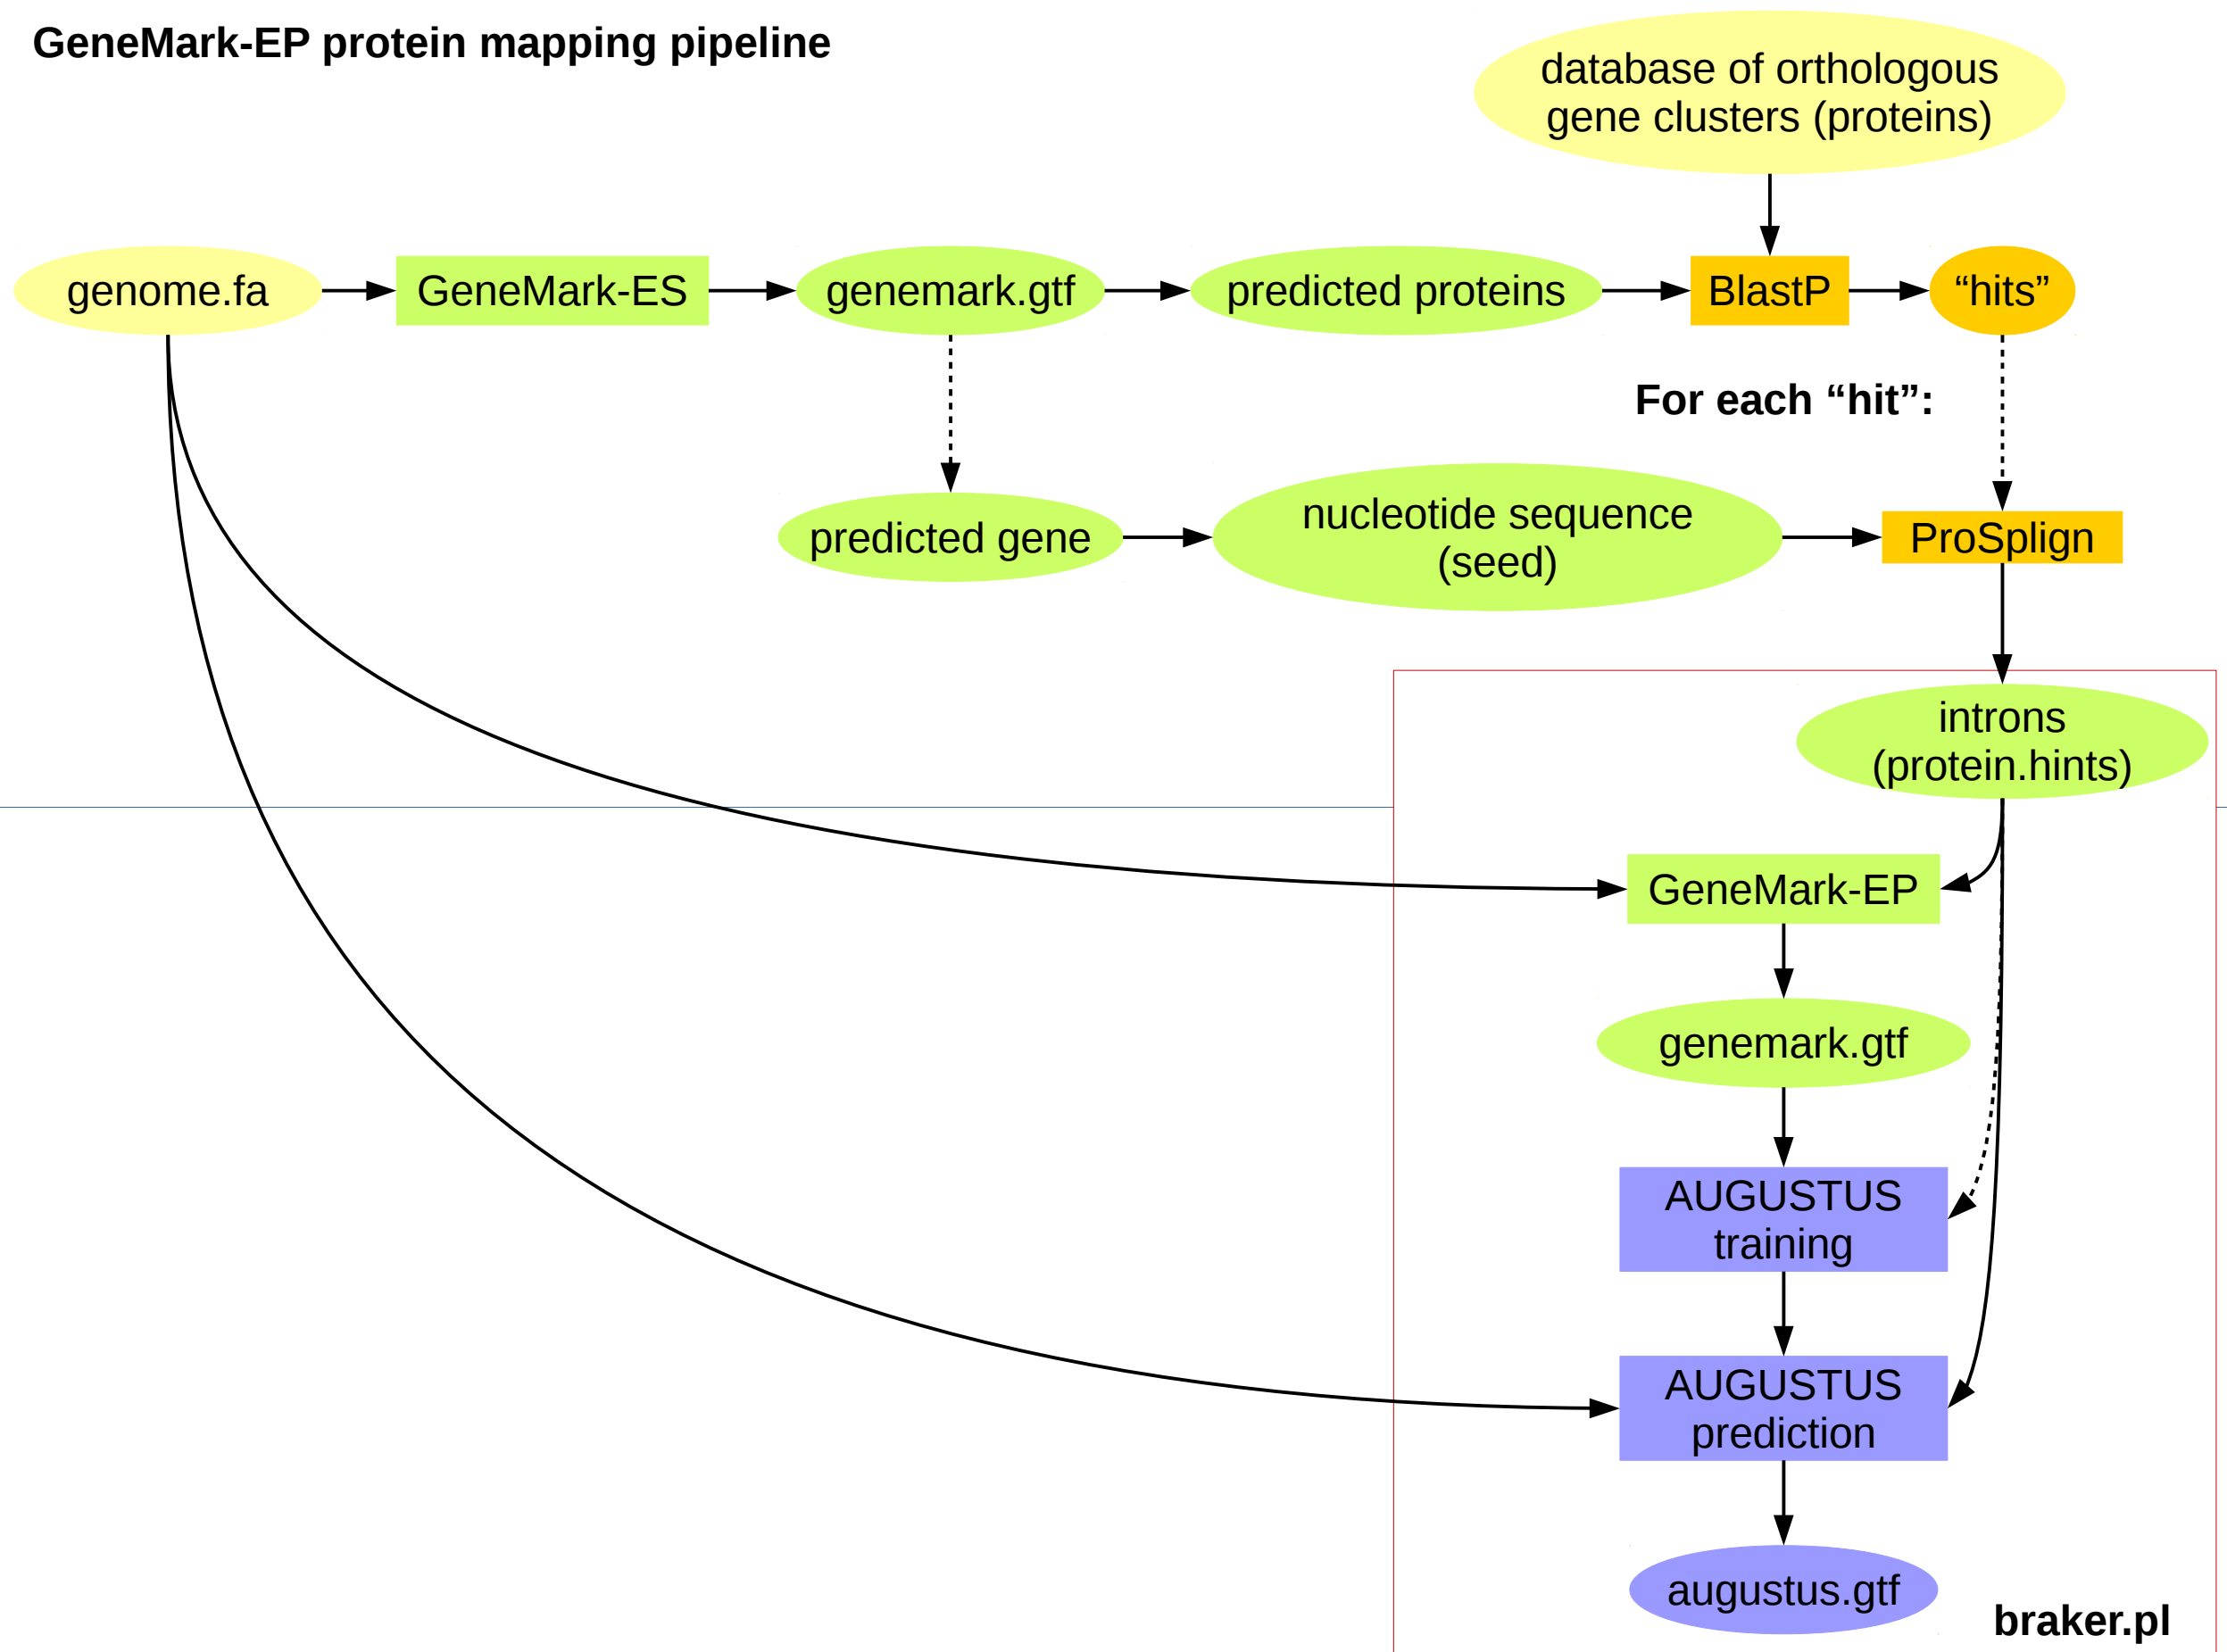 GeneMark-EP protein mapping pipeline
database of orthologous
gene clusters (proteins)
genome.fa
GeneMark-ES
genemark.gtf
predicted proteins
BlastP
“hits”
For each “hit”:
predicted gene
nucleotide sequence
(seed)
ProSplign
introns
(protein.hints)
GeneMark-EP
genemark.gtf
AUGUSTUS
training
AUGUSTUS
prediction
augustus.gtf
braker.pl